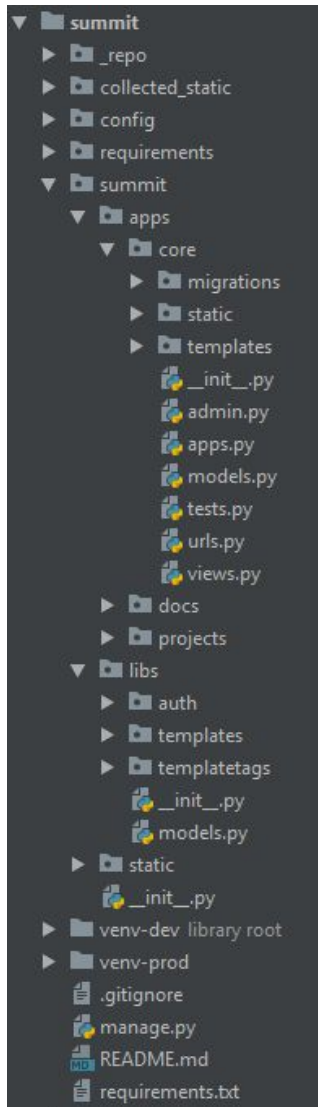 summit
_repo
collected_static
config
requirements
summit
apps
core
migrations
static
templates
__init__.py
admin.py
apps.py
models.py
tests.py
urls.py
views.py
docs
projects
libs
auth
templates
templatetags
__init__.py
models.py
static
__init__.py
venv-dev library root
venv-prod
.gitignore
manage.py
MD README.md
requirements.txt